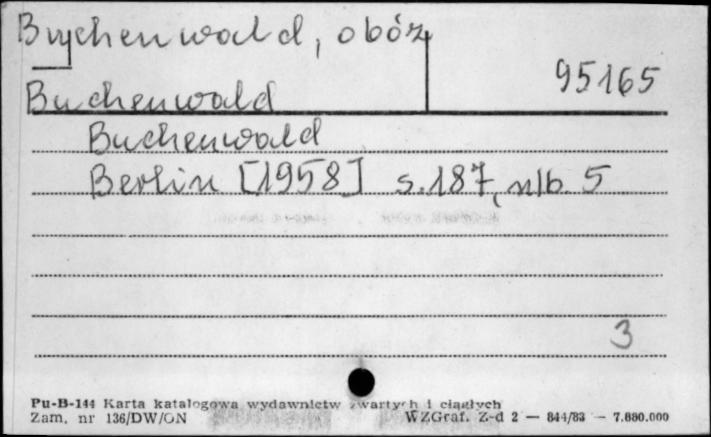 Buchenwald, obóz
95165
Buchenwald
Buchenwald
Berlin [1958] s. 187, nlb 5
3
Pu-B-144 Karta katalogowa wydawnictw zwartych i ciągłych
Zam. nr 136/DW/ON WZGraf. Z-d 2 — 844/83 — 7.880.000